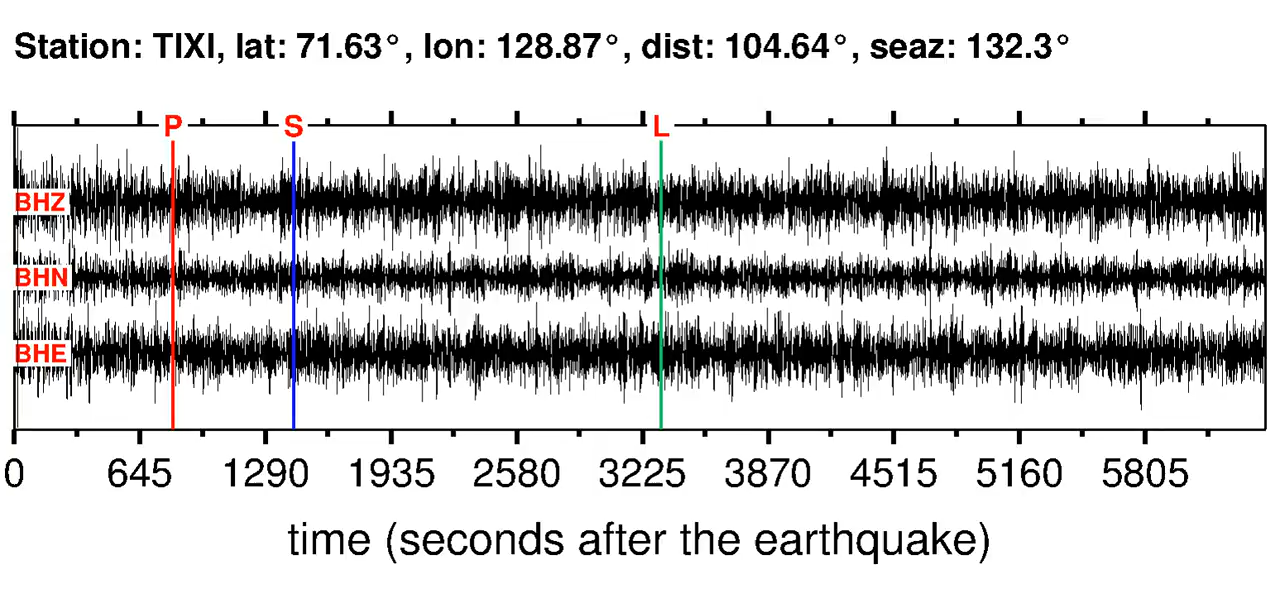 Station: TIXI, lat: 71.63°, lon: 128.87°, dist: 104.64°, seaz: 132.3°
P S L
BHZ
BHN
BHE
0 645 1290 1935 2580 3225 3870 4515 5160 5805
time (seconds after the earthquake)